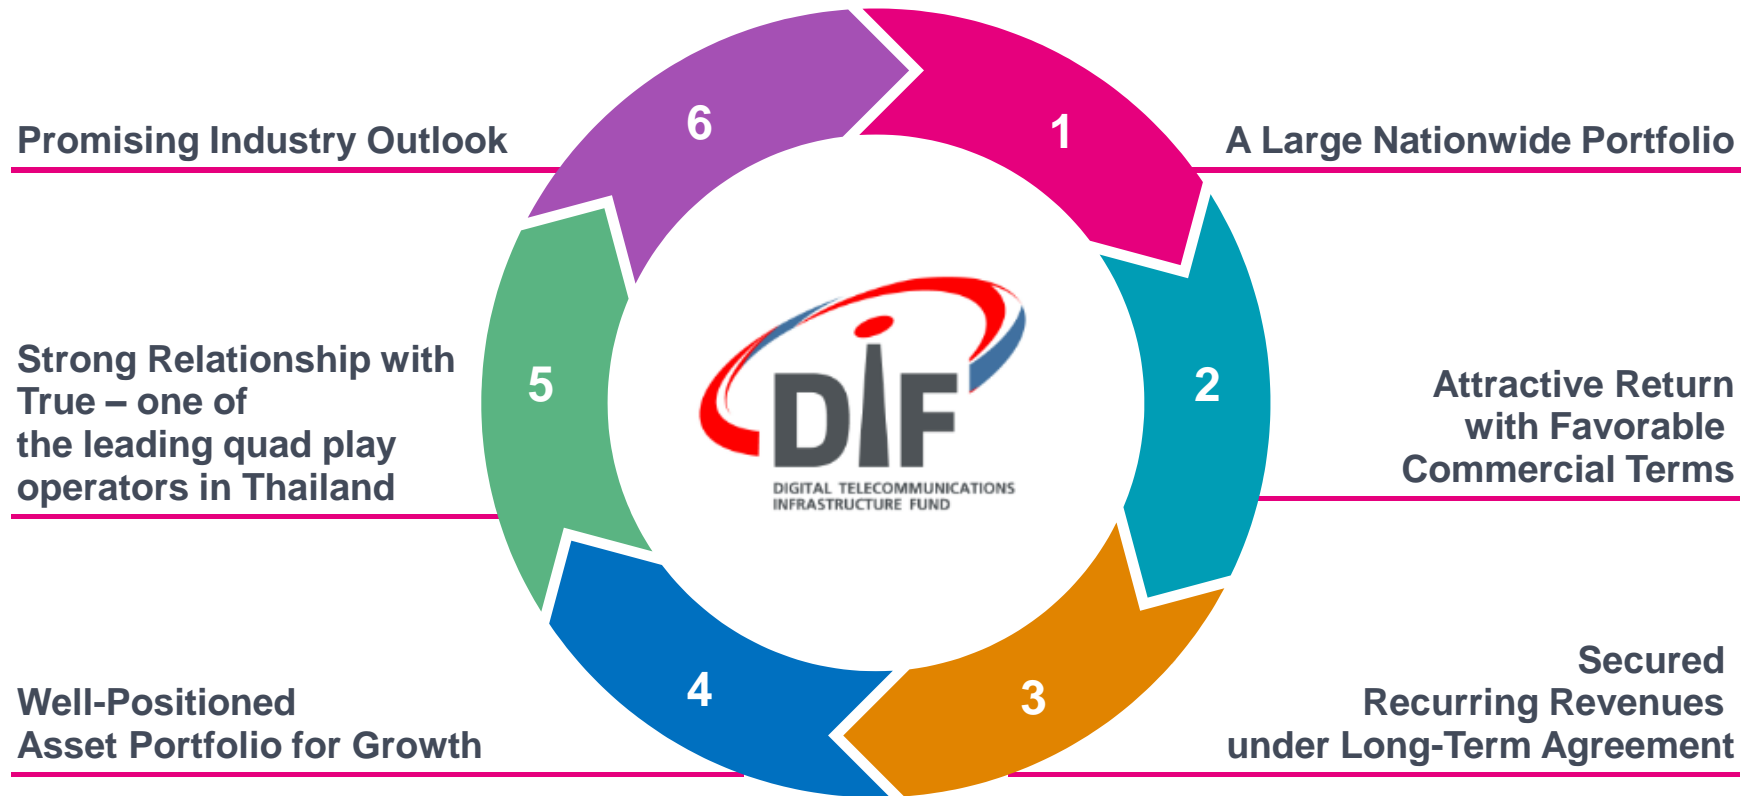 6
1
Promising Industry Outlook
A Large Nationwide Portfolio
Strong Relationship with
True – one of
the leading quad play
operators in Thailand
5
2
Attractive Return
with Favorable
Commercial Terms
DIF
DIGITAL TELECOMMUNICATIONS
INFRASTRUCTURE FUND
4
3
Well-Positioned
Asset Portfolio for Growth
Secured
Recurring Revenues
under Long-Term Agreement